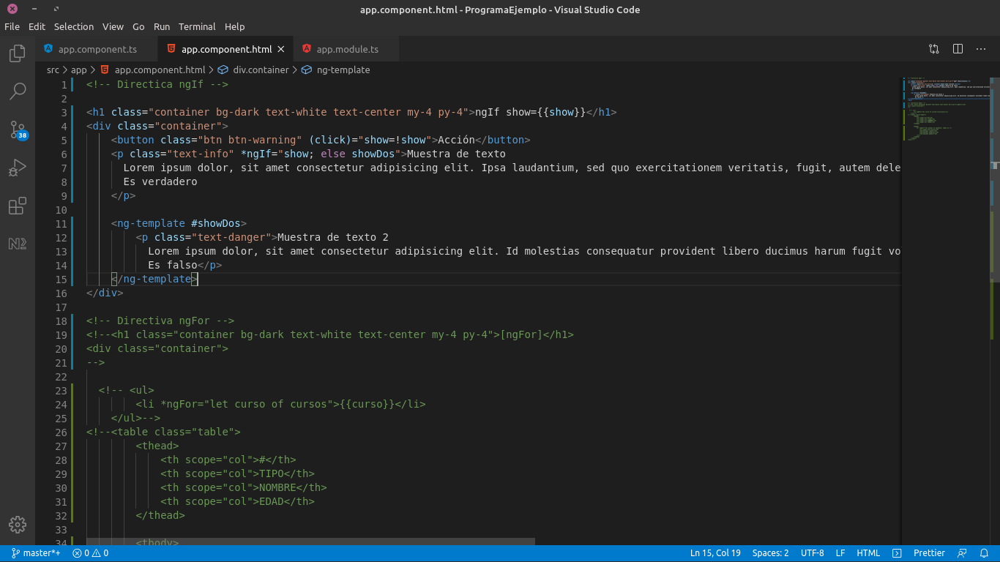 app.component.html - ProgramaEjemplo - Visual Studio Code
File Edit Selection View Go Run Terminal Help
app.component.ts app.component.html app.module.ts
src app app.component.html div.container ng-template
1 <!-- Directica ngIf -->
2
3 <h1 class="container bg-dark text-white text-center my-4 py-4">ngIf show={{show}}</h1>
4 <div class="container">
5 <button class="btn btn-warning" (click)="show=!show">Acción</button>
6 <p class="text-info" *ngIf="show; else showDos">Muestra de texto
7 Lorem ipsum dolor, sit amet consectetur adipisicing elit. Ipsa laudantium, sed quo exercitationem veritatis, fugit, autem dele
8 Es verdadero
9 </p>
10
11 <ng-template #showDos>
12 <p class="text-danger">Muestra de texto 2
13 Lorem ipsum dolor, sit amet consectetur adipisicing elit. Id molestias consequatur provident libero ducimus harum fugit vo
14 Es falso</p>
15 </ng-template>
16 </div>
17
18 <!-- Directiva ngFor -->
19 <!--<h1 class="container bg-dark text-white text-center my-4 py-4">[ngFor]</h1>
20 <div class="container">
21 -->
22
23 <!-- <ul>
24 <li *ngFor="let curso of cursos">{{curso}}</li>
25 </ul>-->
26 <!--<table class="table">
27 <thead>
28 <th scope="col">#</th>
29 <th scope="col">TIPO</th>
30 <th scope="col">NOMBRE</th>
31 <th scope="col">EDAD</th>
32 </thead>
33
34 <tbody>
38
master*+ 0 0 Ln 15, Col 19 Spaces: 2 UTF-8 LF HTML Prettier